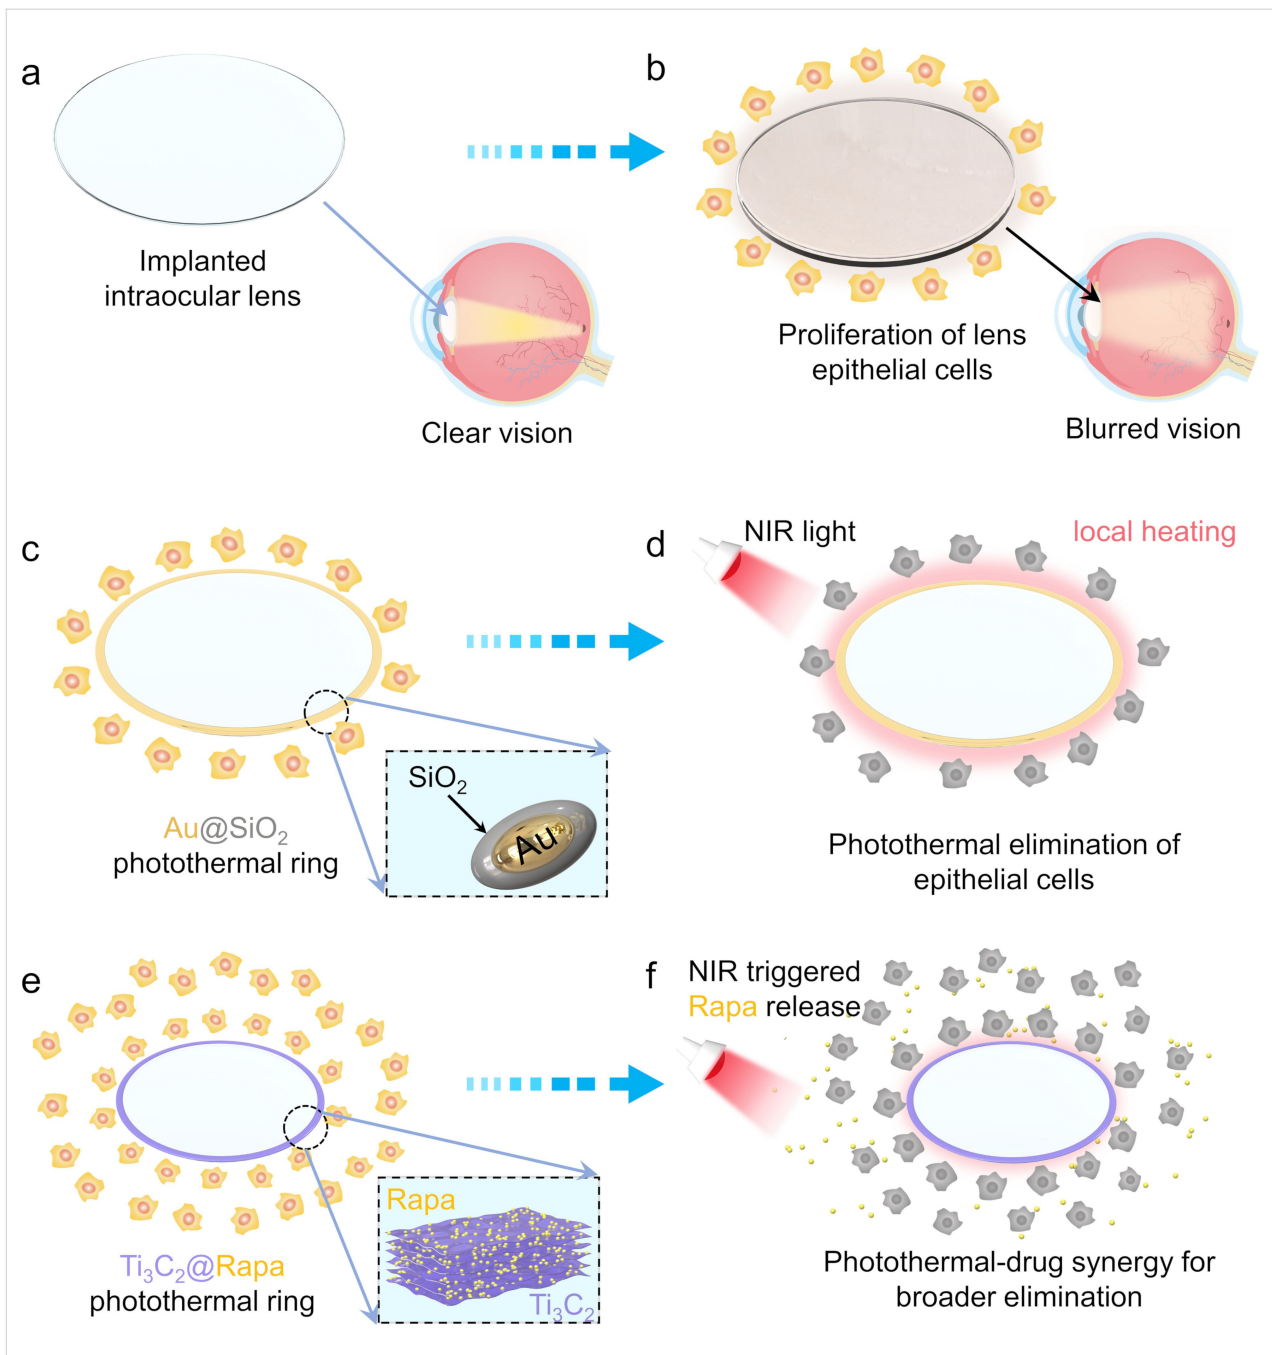 a
Implanted
intraocular lens
Clear vision
b
Proliferation of lens
epithelial cells
Blurred vision
c
Au@SiO₂
photothermal ring
SiO₂
Au
d
NIR light
local heating
Photothermal elimination of
epithelial cells
e
Ti₃C₂@Rapa
photothermal ring
Rapa
Ti₃C₂
f
NIR triggered
Rapa release
Photothermal-drug synergy for
broader elimination